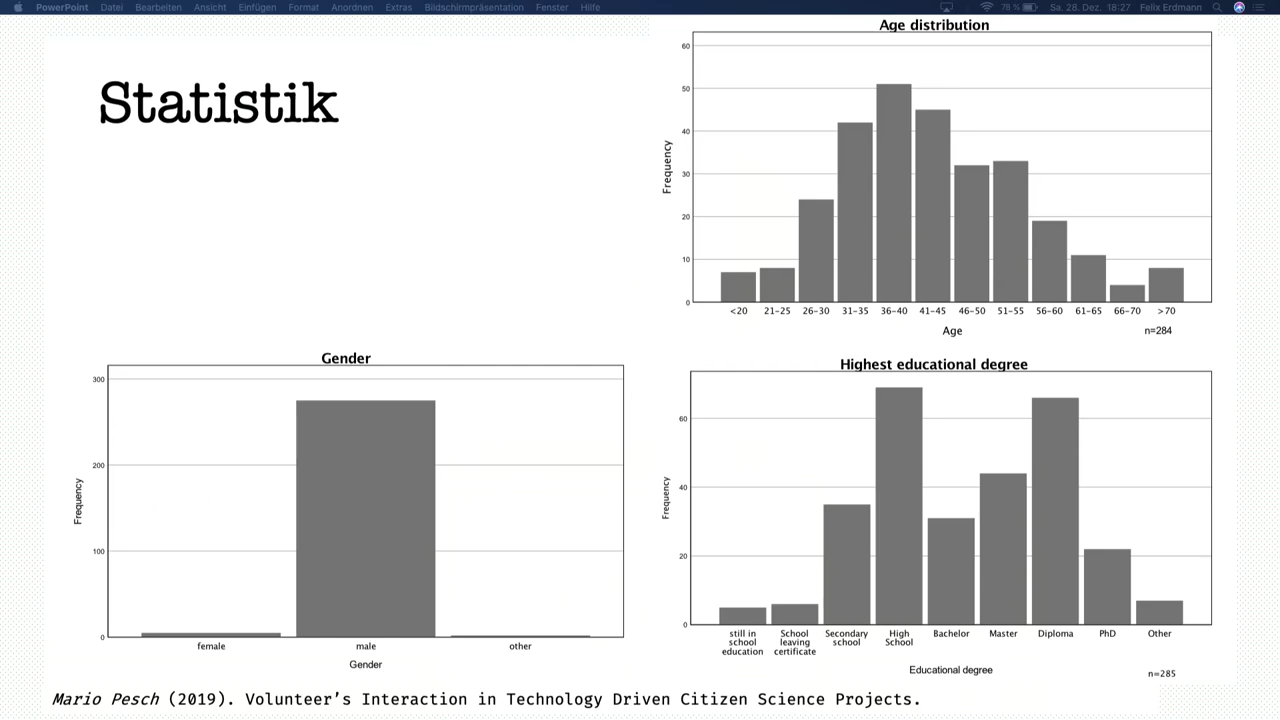 PowerPoint Datei Bearbeiten Ansicht Einfügen Format Anordnen Extras Bildschirmpräsentation Fenster Hilfe 78 % Sa. 28. Dez. 18:27 Felix Erdmann
Statistik
Age distribution
Frequency
60
50
40
30
20
10
0
<20 21-25 26-30 31-35 36-40 41-45 46-50 51-55 56-60 61-65 66-70 >70
Age
n=284
Gender
Frequency
300
200
100
0
female male other
Gender
Highest educational degree
Frequency
60
40
20
0
still in school education
School leaving certificate
Secondary school
High School
Bachelor
Master
Diploma
PhD
Other
Educational degree
n=285
Mario Pesch (2019). Volunteer's Interaction in Technology Driven Citizen Science Projects.